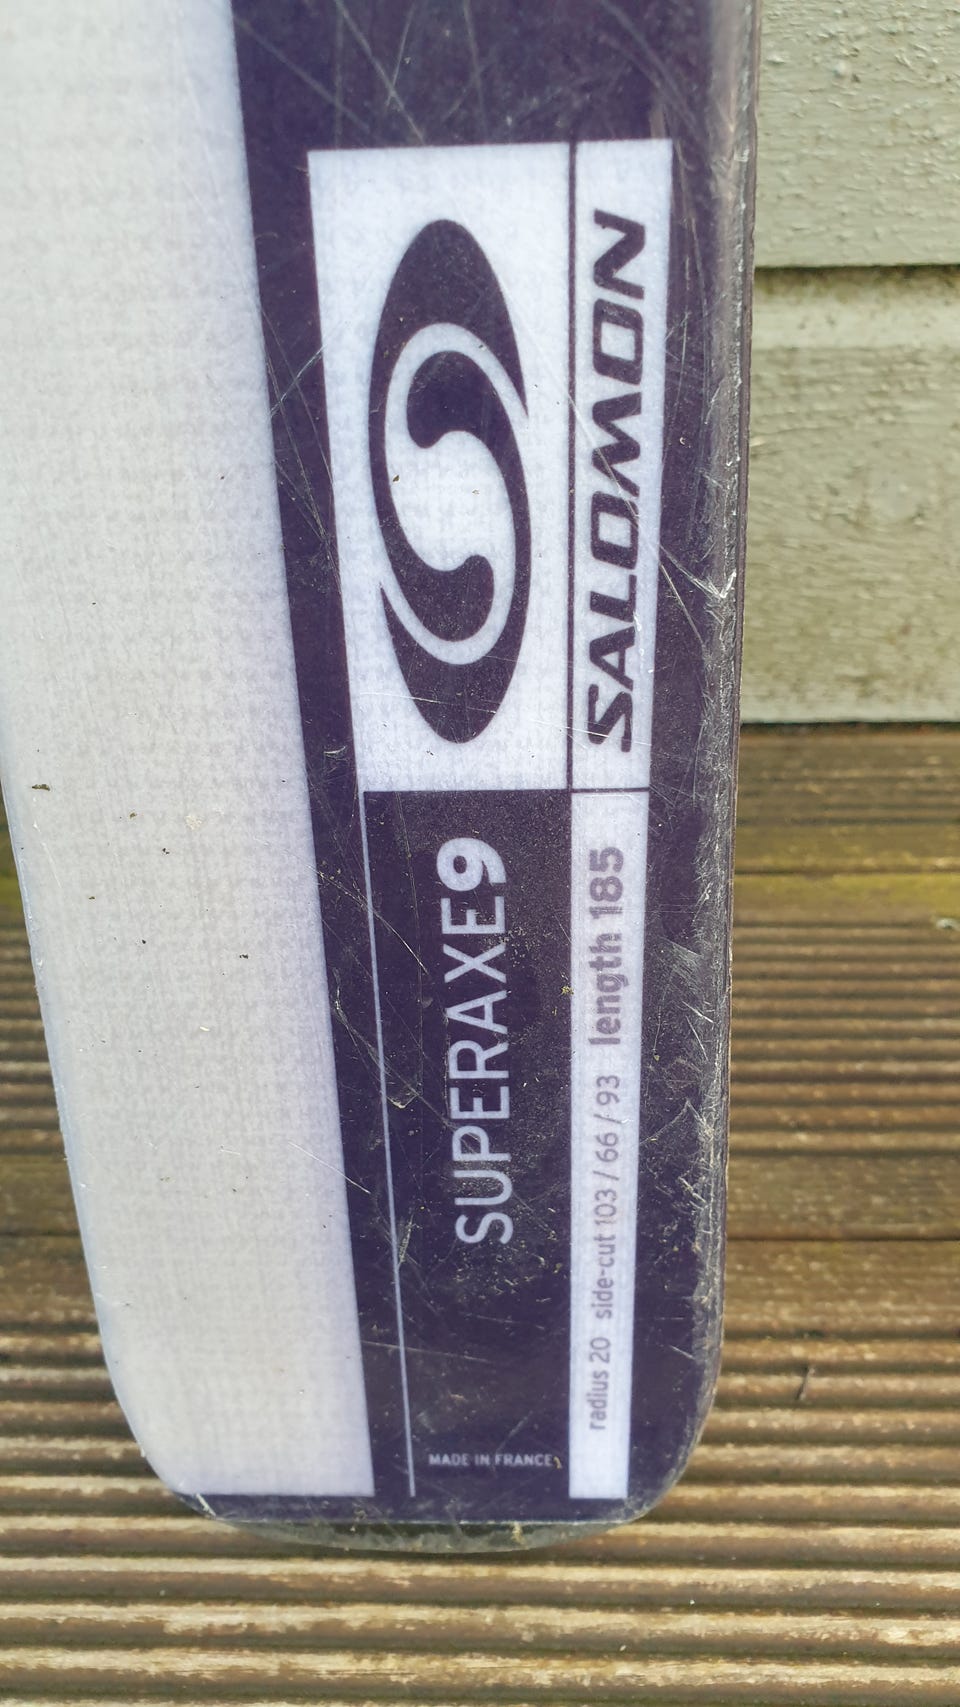 SALOMON
SUPERAXE9
radius 20 side-cut 103 / 66 / 93 length 185
MADE IN FRANCE